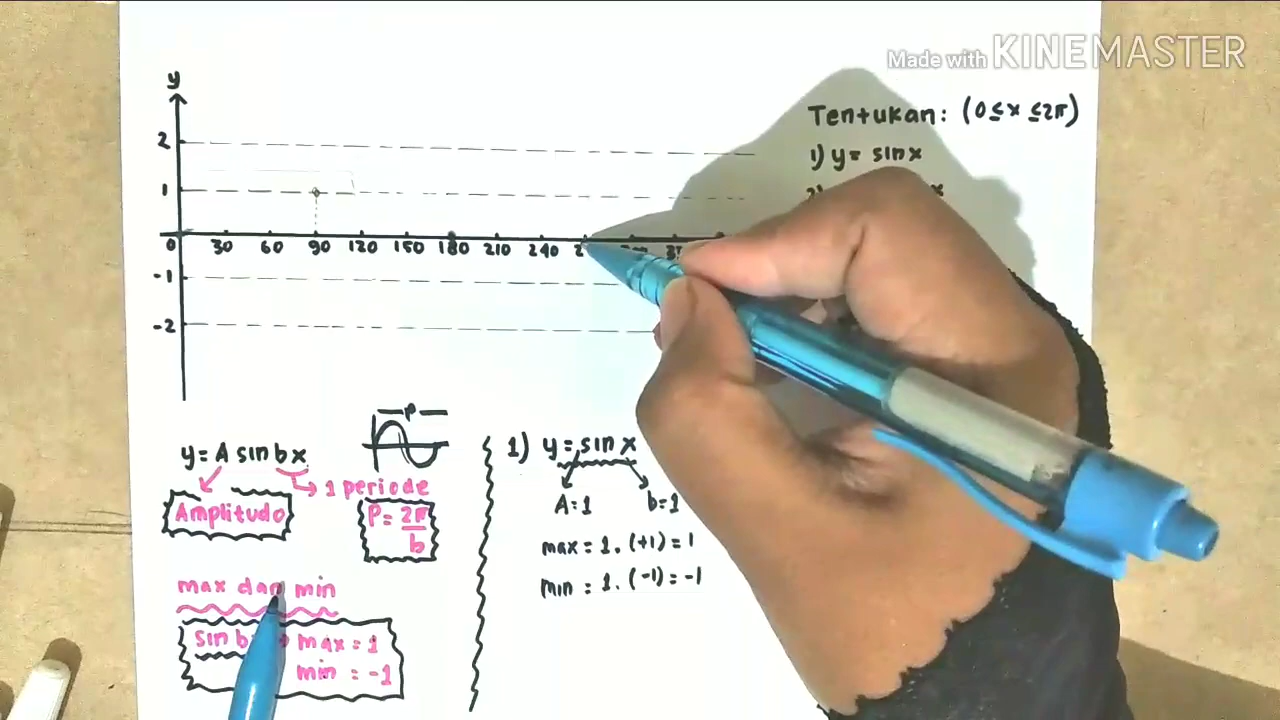 Made with KINEMASTER
y
2
1
0 30 60 90 120 150 180 210 240
-1
-2
Tentukan: (0≤x≤2π)
1) y = sinx
y = A sin bx
1 periode
Amplitudo
P = 2π/b
P
max dan min
sin b
max = 1
min = -1
1) y = sin x
A=1 b=1
max = 1. (+1) = 1
min = 1. (-1) = -1